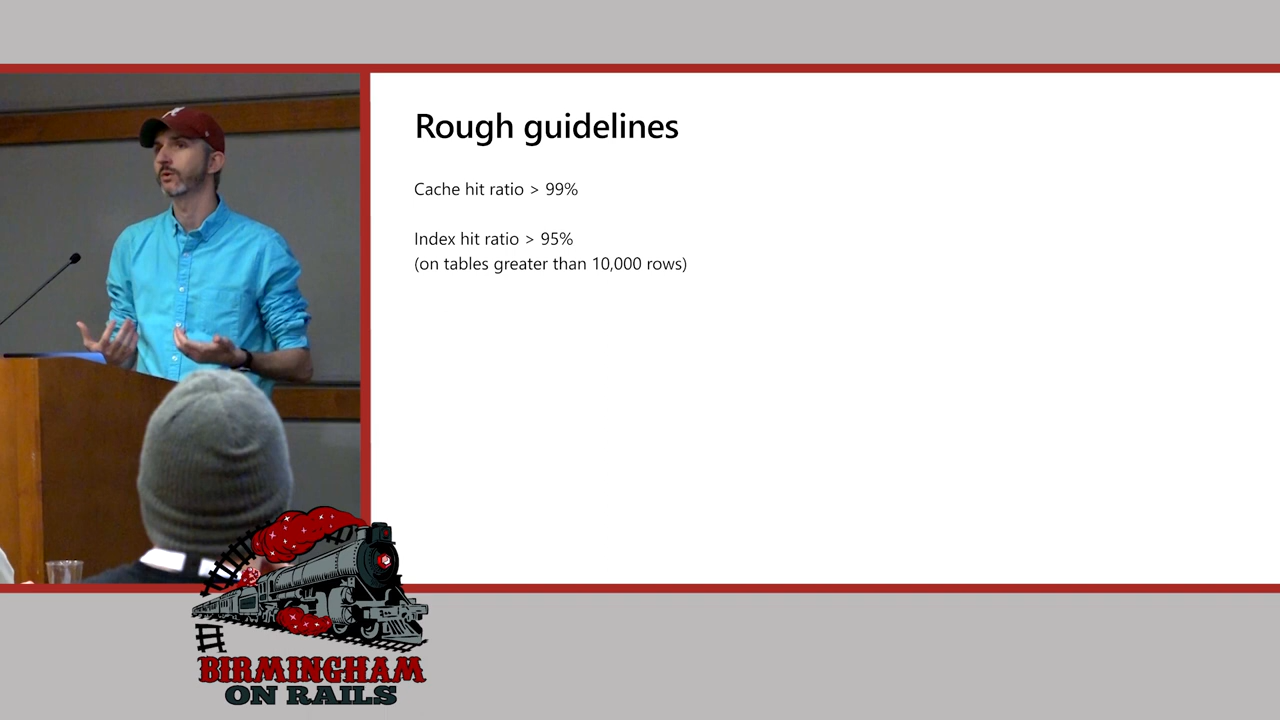 Rough guidelines
Cache hit ratio > 99%
Index hit ratio > 95%
(on tables greater than 10,000 rows)
BIRMINGHAM
ON RAILS